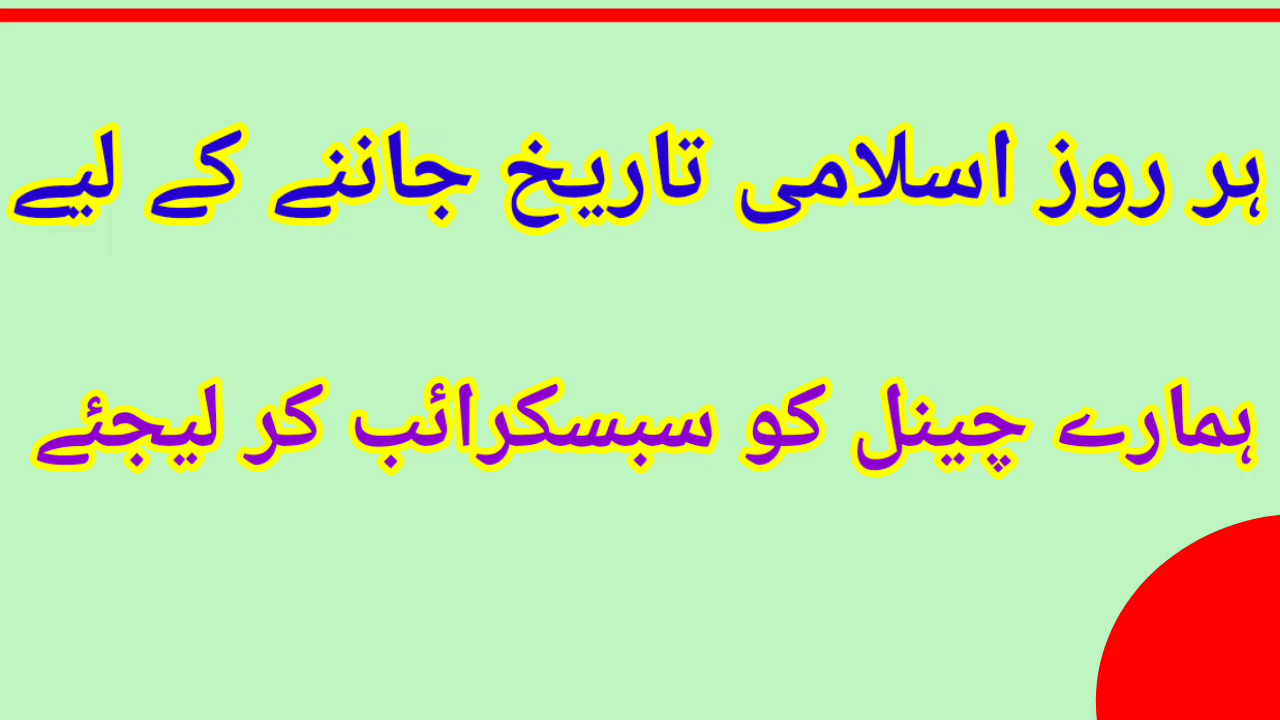 ہر روز اسلامی تاریخ جاننے کے لیے
ہمارے چینل کو سبسکرائب کر لیجئے